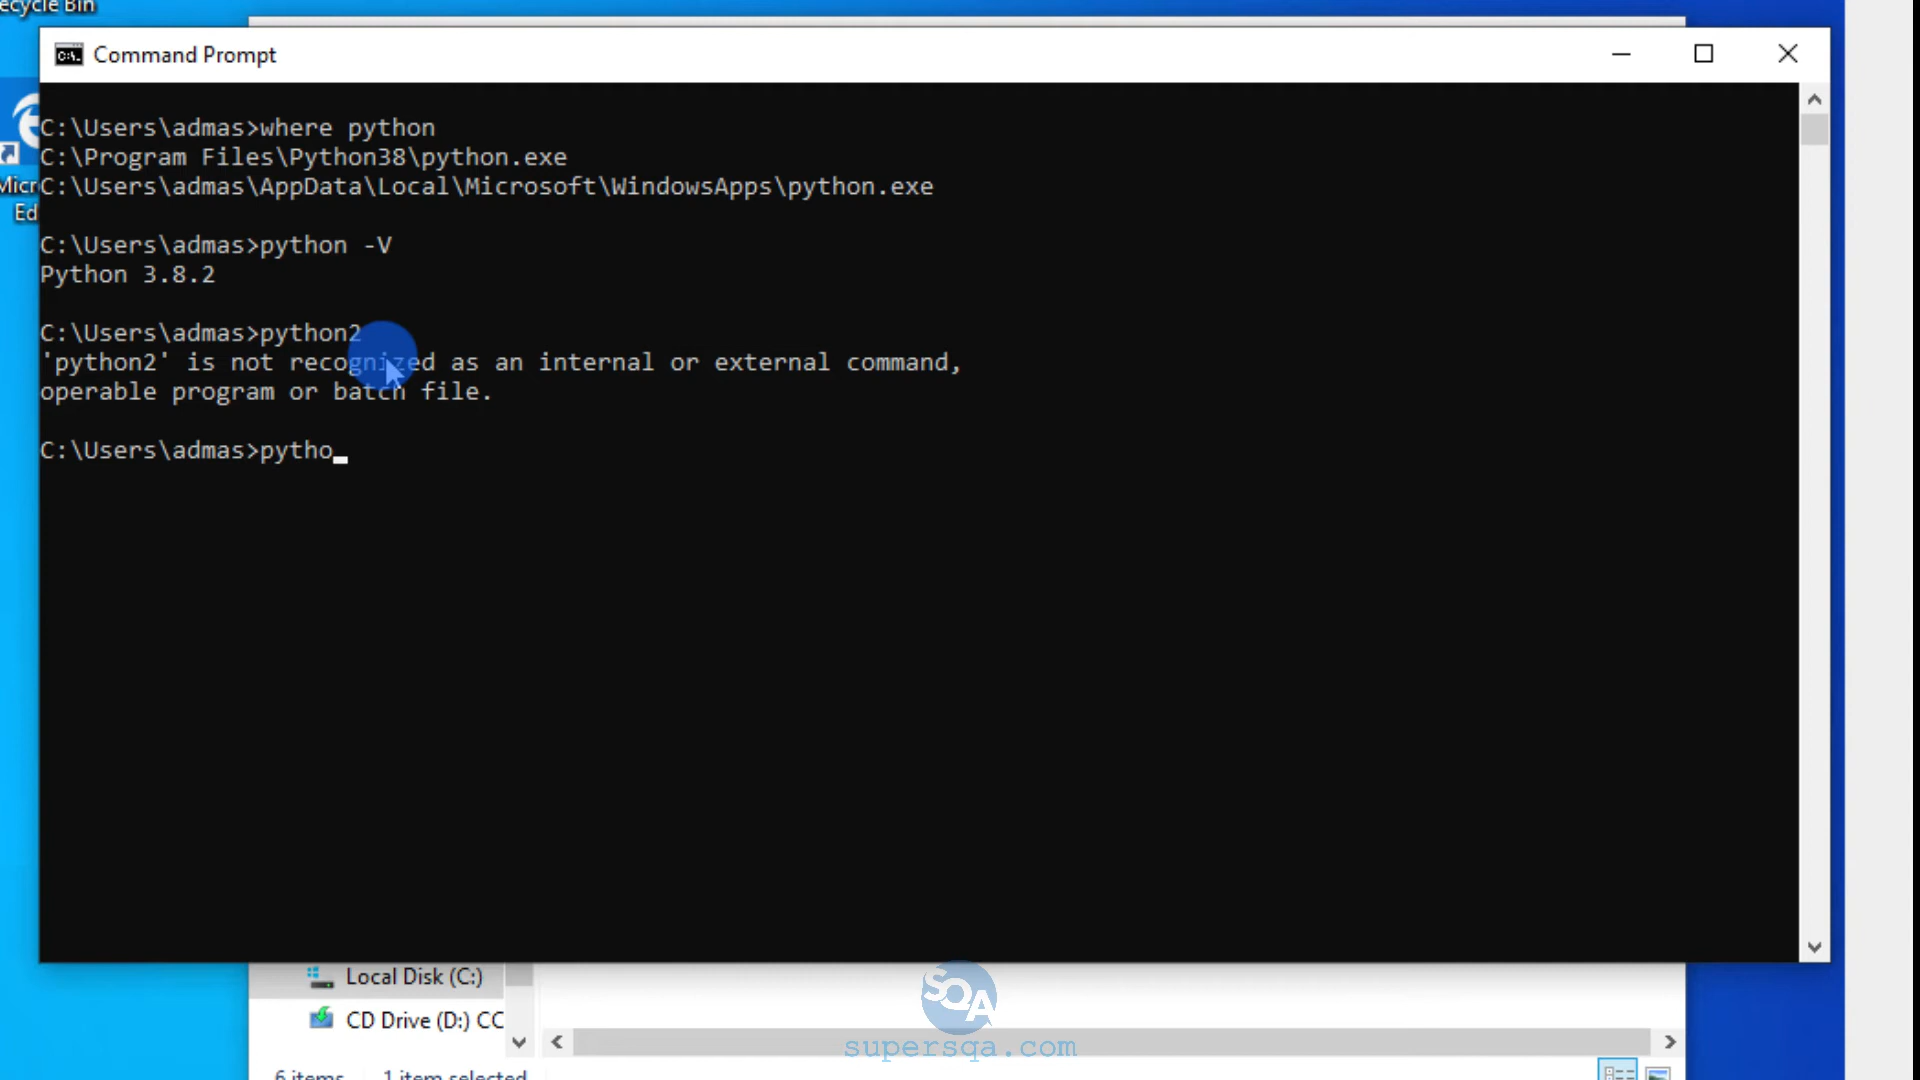 ecycle Bin
Command Prompt
C:\Users\admas>where python
C:\Program Files\Python38\python.exe
C:\Users\admas\AppData\Local\Microsoft\WindowsApps\python.exe
Micr
Ed
C:\Users\admas>python -V
Python 3.8.2
C:\Users\admas>python2
'python2' is not recognized as an internal or external command,
operable program or batch file.
C:\Users\admas>pytho_
Local Disk (C:)
CD Drive (D:) CC
SQA
supersqa.com
6 items
1 item selected